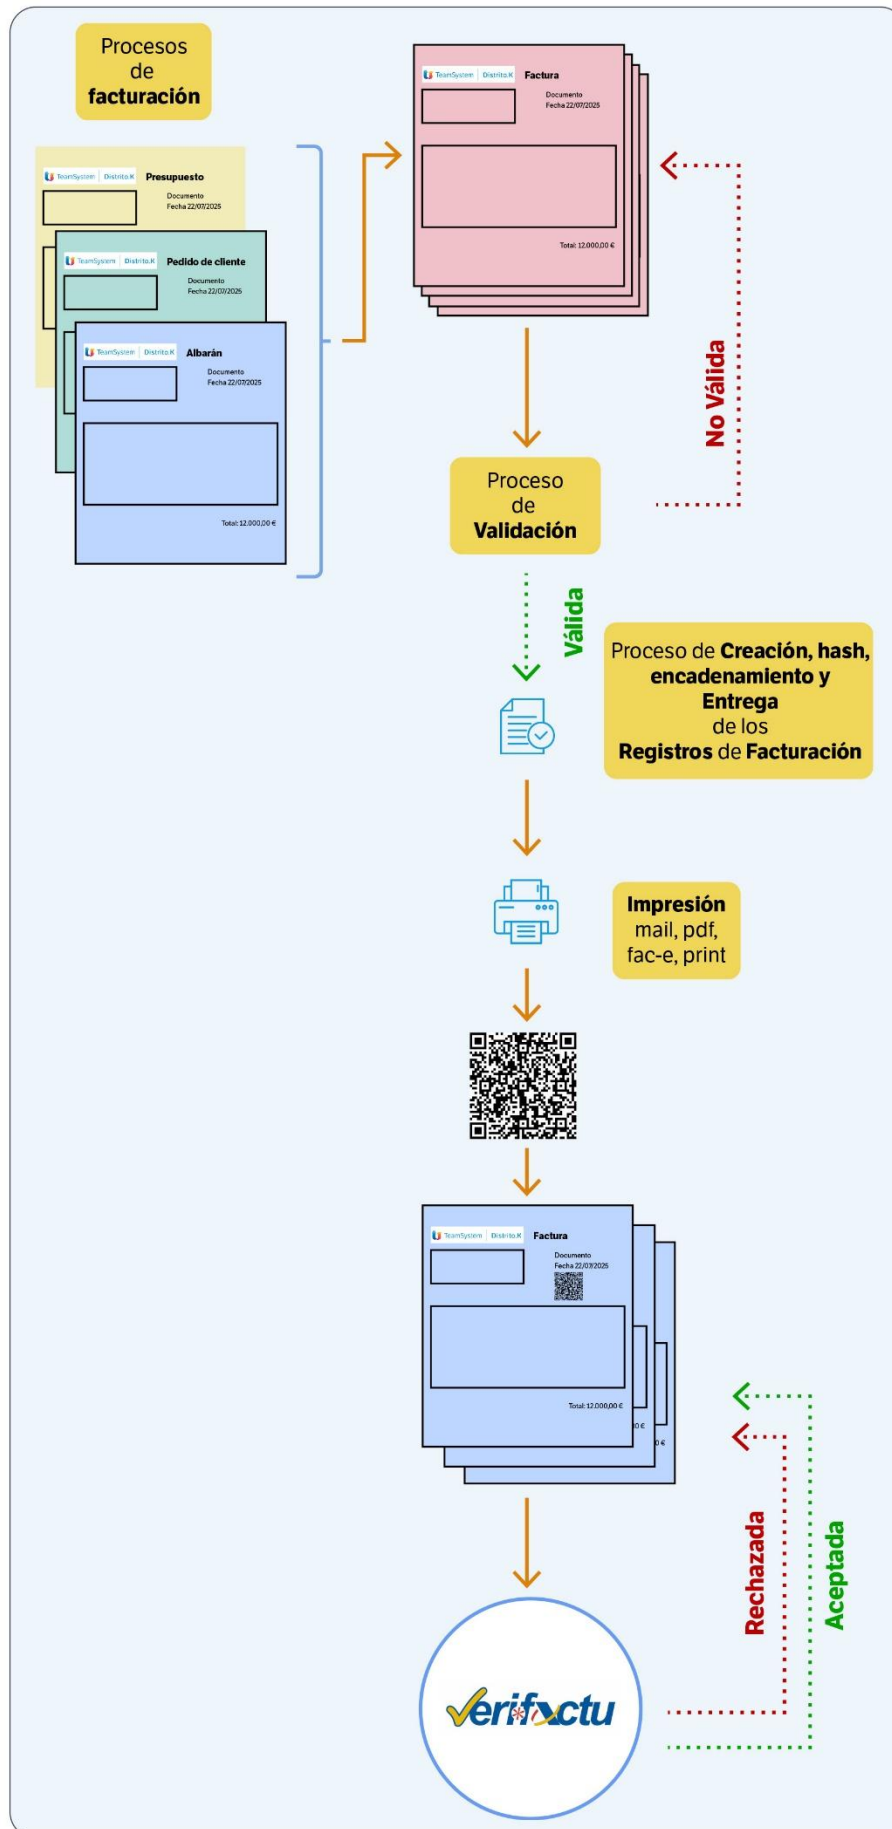 Procesos
de
facturación
TeamSystem | Distrito.K Presupuesto
Documento
Fecha 22/07/2025
TeamSystem | Distrito.K Pedido de cliente
Documento
Fecha 22/07/2025
TeamSystem | Distrito.K Albarán
Documento
Fecha 22/07/2025
Total: 12.000,00 €
TeamSystem | Distrito.K Factura
Documento
Fecha 22/07/2025
Total: 12.000,00 €
No Válida
Proceso
de
Validación
Válida
Proceso de Creación, hash,
encadenamiento y
Entrega
de los
Registros de Facturación
Impresión
mail, pdf,
fac-e, print
TeamSystem | Distrito.K Factura
Documento
Fecha 22/07/2025
Total: 12.000,00 €
0 €
0 €
Rechazada
Aceptada
Verifactu